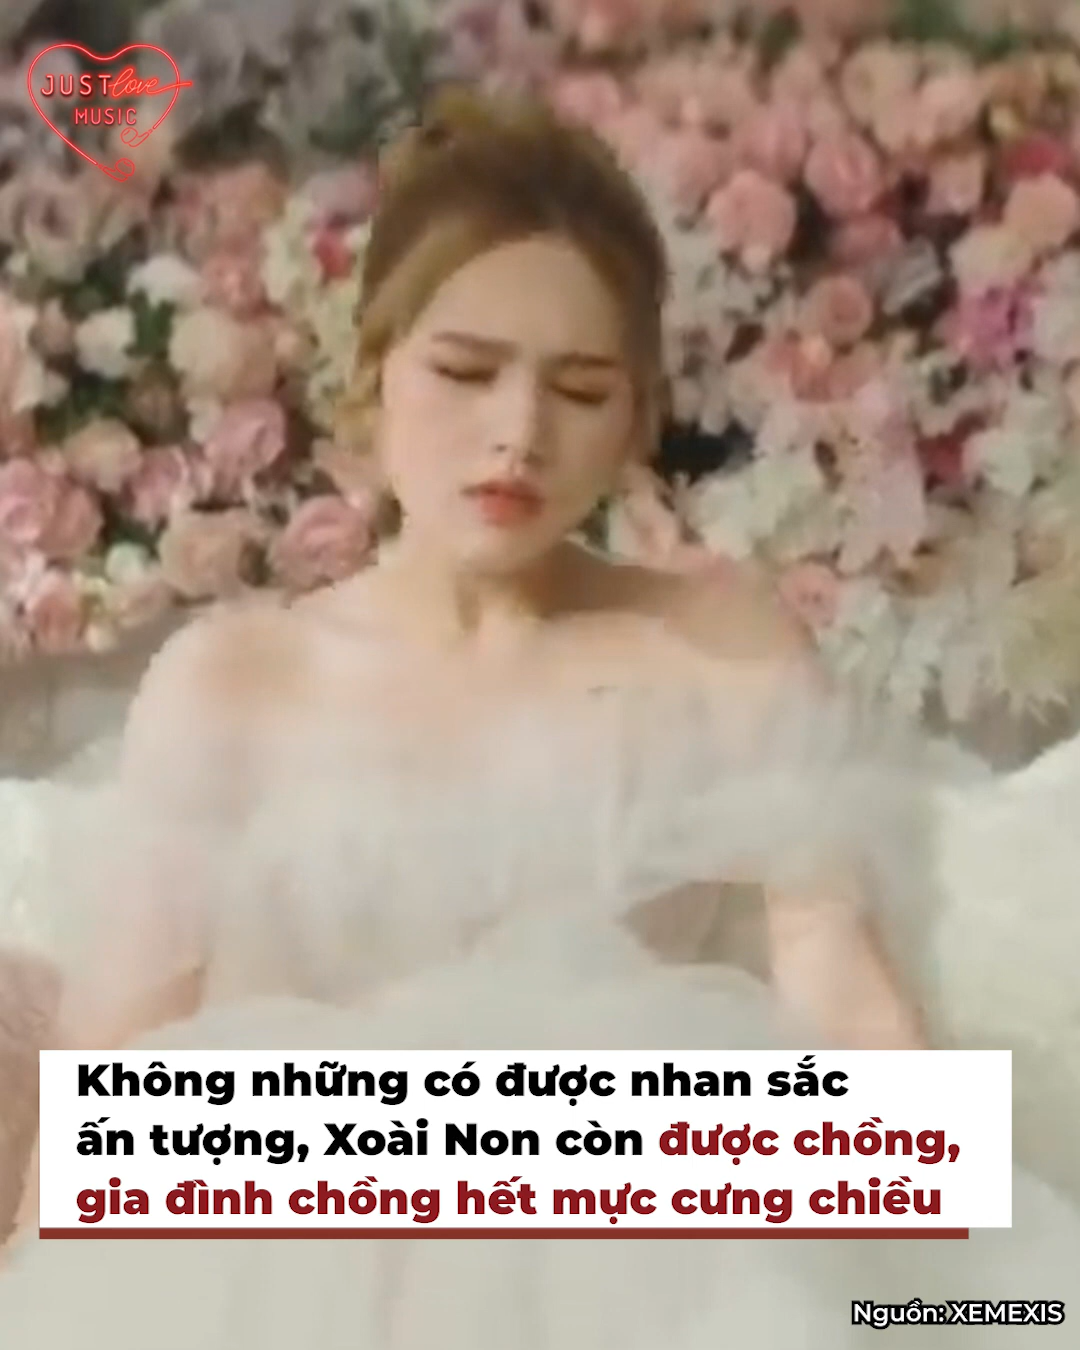 JUST love
MUSIC
Không những có được nhan sắc
ấn tượng, Xoài Non còn được chồng,
gia đình chồng hết mực cưng chiều
Nguồn: XEMEXIS